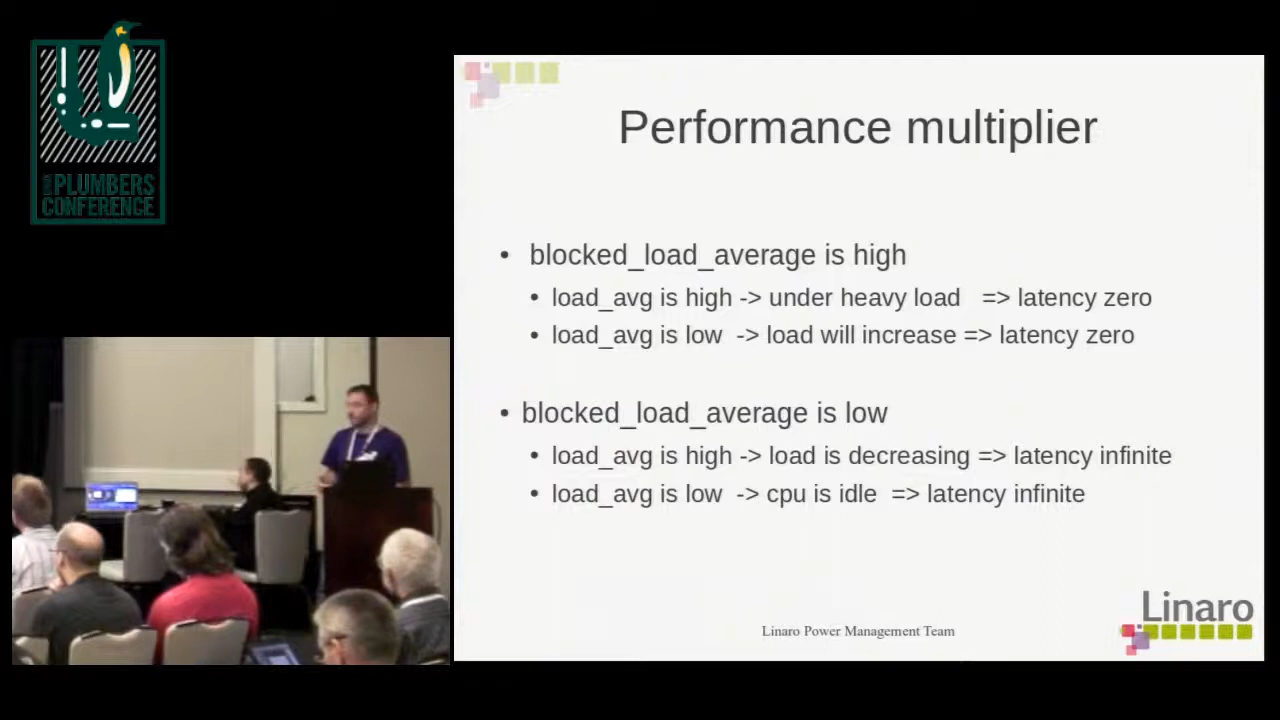 LINUX
PLUMBERS
CONFERENCE
Performance multiplier
• blocked_load_average is high
• load_avg is high -> under heavy load => latency zero
• load_avg is low -> load will increase => latency zero
• blocked_load_average is low
• load_avg is high -> load is decreasing => latency infinite
• load_avg is low -> cpu is idle => latency infinite
Linaro Power Management Team
Linaro